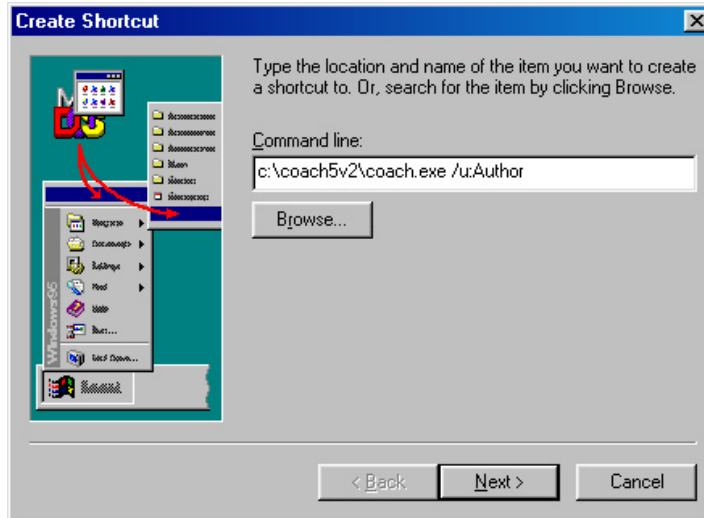 Create Shortcut
Type the location and name of the item you want to create
a shortcut to. Or, search for the item by clicking Browse.
Command line:
c:\coach5v2\coach.exe /u:Author
Browse...
Windows95
< Back
Next >
Cancel